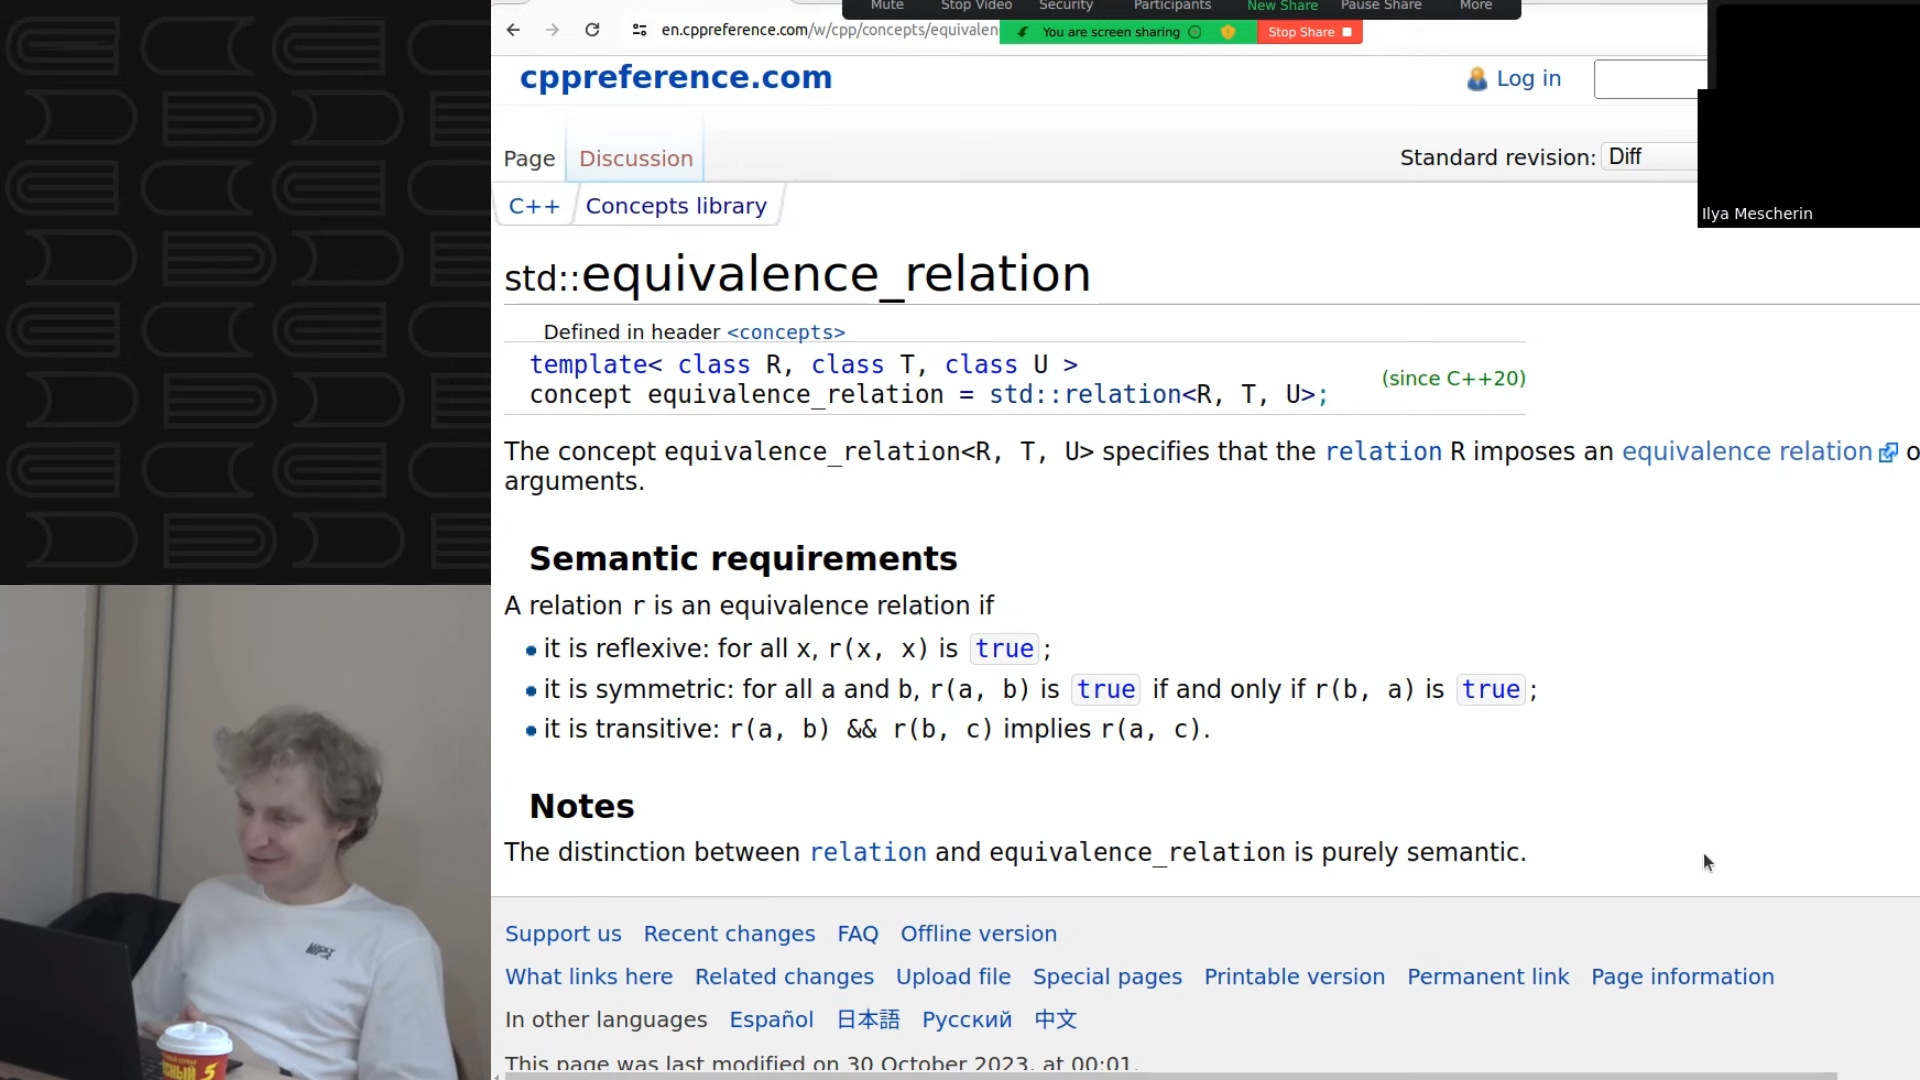 Mute Stop Video Security Participants New Share Pause Share More
en.cppreference.com/w/cpp/concepts/equivalen
You are screen sharing Stop Share
cppreference.com
Log in
Page Discussion
Standard revision: Diff
Ilya Mescherin
C++ Concepts library
std::equivalence_relation
Defined in header <concepts>
template< class R, class T, class U >
concept equivalence_relation = std::relation<R, T, U>;
(since C++20)
The concept equivalence_relation<R, T, U> specifies that the relation R imposes an equivalence relation o
arguments.
Semantic requirements
A relation r is an equivalence relation if
it is reflexive: for all x, r(x, x) is true;
it is symmetric: for all a and b, r(a, b) is true if and only if r(b, a) is true;
it is transitive: r(a, b) && r(b, c) implies r(a, c).
Notes
The distinction between relation and equivalence_relation is purely semantic.
Support us Recent changes FAQ Offline version
What links here Related changes Upload file Special pages Printable version Permanent link Page information
In other languages Español 日本語 Русский 中文
This page was last modified on 30 October 2023, at 00:01.
5